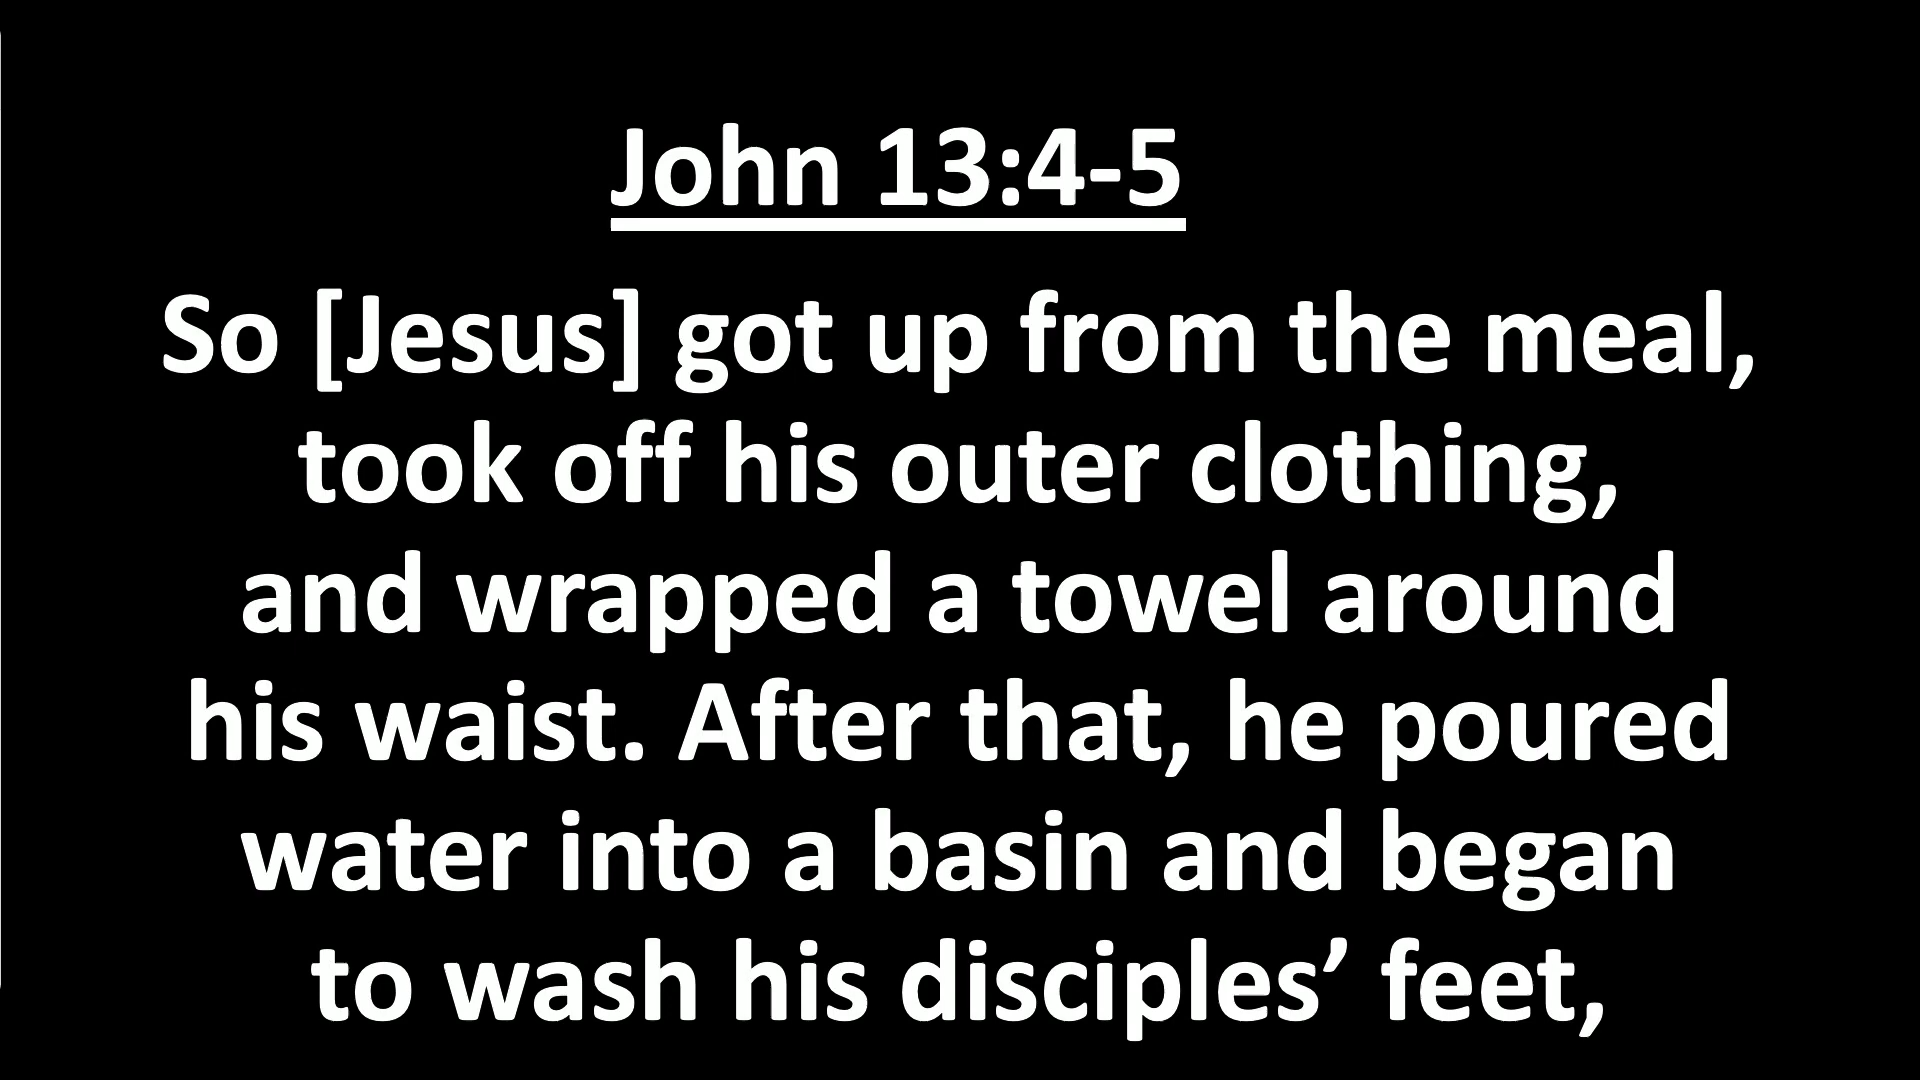 John 13:4-5
So [Jesus] got up from the meal,
took off his outer clothing,
and wrapped a towel around
his waist. After that, he poured
water into a basin and began
to wash his disciples’ feet,